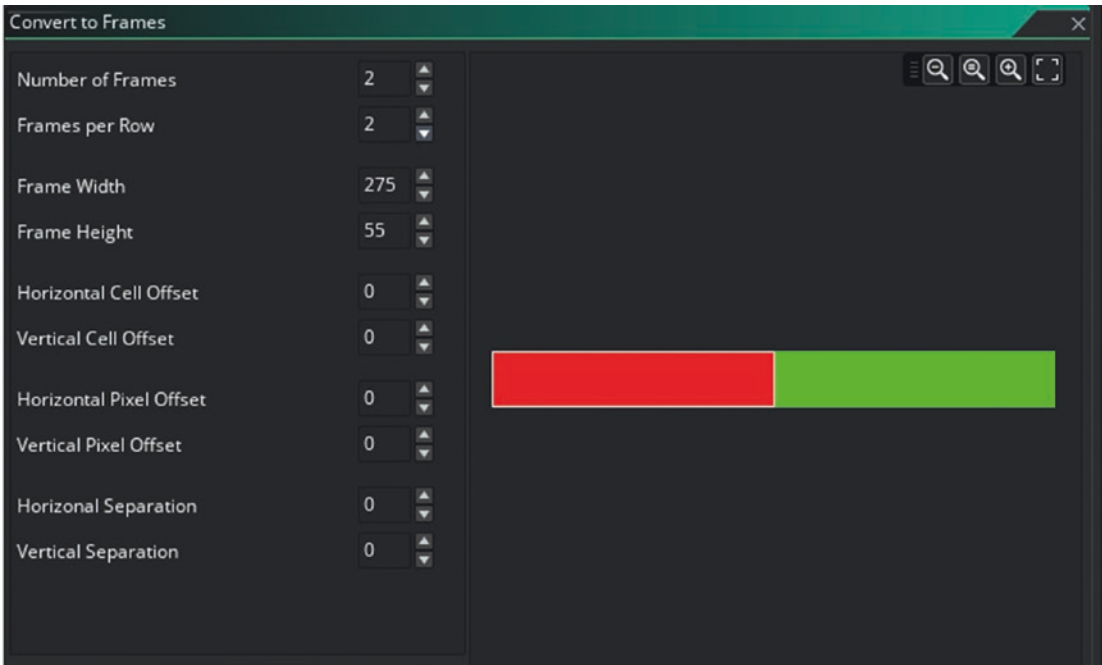 Convert to Frames
Number of Frames 2
Frames per Row 2
Frame Width 275
Frame Height 55
Horizontal Cell Offset 0
Vertical Cell Offset 0
Horizontal Pixel Offset 0
Vertical Pixel Offset 0
Horizonal Separation 0
Vertical Separation 0